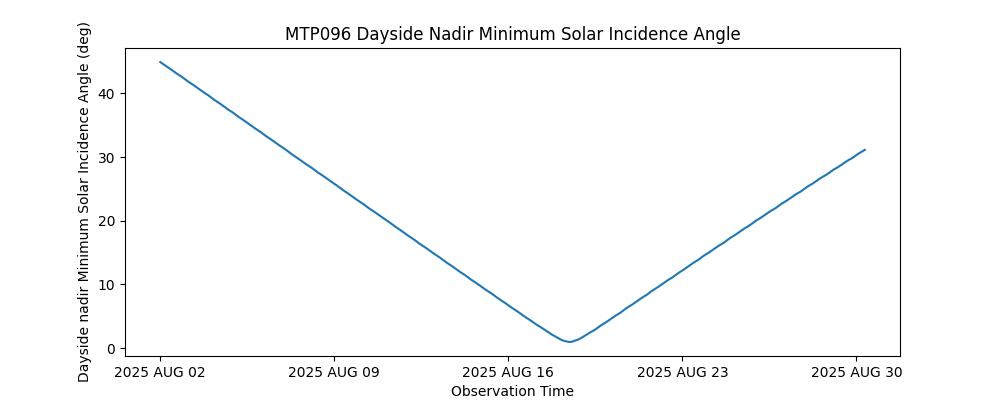 MTP096 Dayside Nadir Minimum Solar Incidence Angle
Dayside nadir Minimum Solar Incidence Angle (deg)
40
30
20
10
0
2025 AUG 02
2025 AUG 09
2025 AUG 16
2025 AUG 23
2025 AUG 30
Observation Time